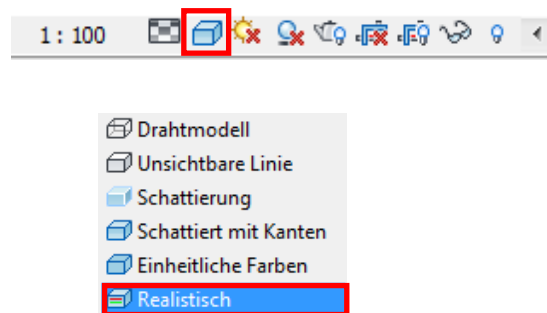 1 : 100
Drahtmodell
Unsichtbare Linie
Schattierung
Schattiert mit Kanten
Einheitliche Farben
Realistisch